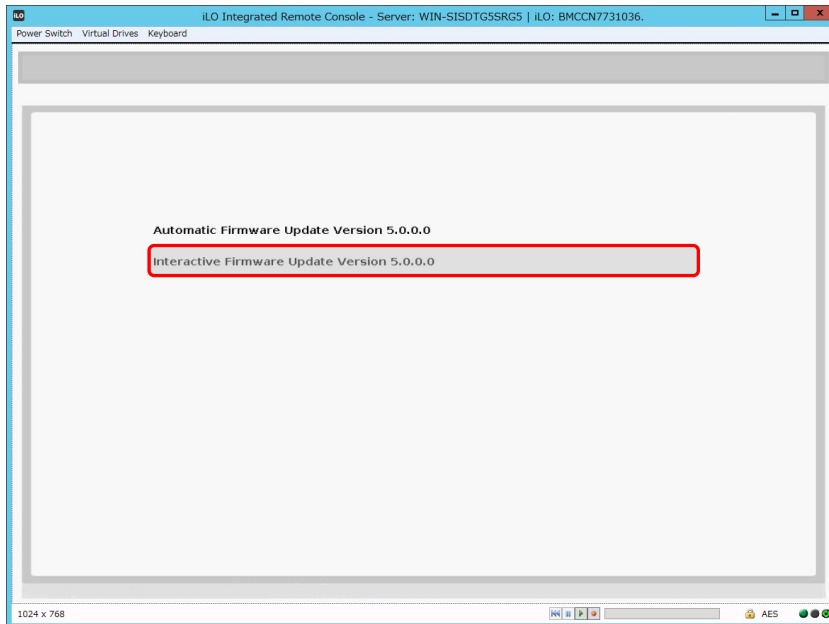 iLO
iLO Integrated Remote Console - Server: WIN-SISDTG5SRG5 | iLO: BMCCN7731036.
Power Switch Virtual Drives Keyboard
Automatic Firmware Update Version 5.0.0.0
Interactive Firmware Update Version 5.0.0.0
1024 x 768
AES